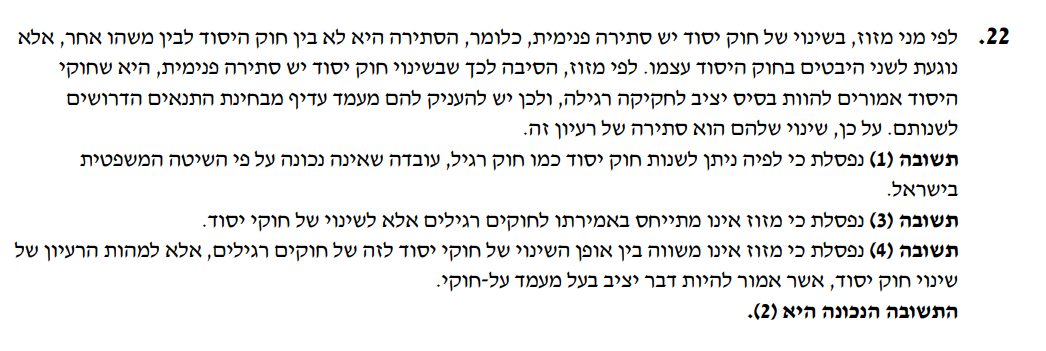 22. לפי מני מזוז, בשינוי של חוק יסוד יש סתירה פנימית, כלומר, הסתירה היא לא בין חוק היסוד לבין משהו אחר, אלא
נוגעת לשני היבטים בחוק היסוד עצמו. לפי מזוז, הסיבה לכך שבשינוי חוק יסוד יש סתירה פנימית, היא שחוקי
היסוד אמורים להוות בסיס יציב לחקיקה רגילה, ולכן יש להעניק להם מעמד עדיף מבחינת התנאים הדרושים
לשנותם. על כן, שינוי שלהם הוא סתירה של רעיון זה.
תשובה (1) נפסלת כי לפיה ניתן לשנות חוק יסוד כמו חוק רגיל, עובדה שאינה נכונה על פי השיטה המשפטית
בישראל.
תשובה (3) נפסלת כי מזוז אינו מתייחס באמירתו לחוקים רגילים אלא לשינוי של חוקי יסוד.
תשובה (4) נפסלת כי מזוז אינו משווה בין אופן השינוי של חוקי יסוד לזה של חוקים רגילים, אלא למהות הרעיון של
שינוי חוק יסוד, אשר אמור להיות דבר יציב בעל מעמד על-חוקי.
התשובה הנכונה היא (2).